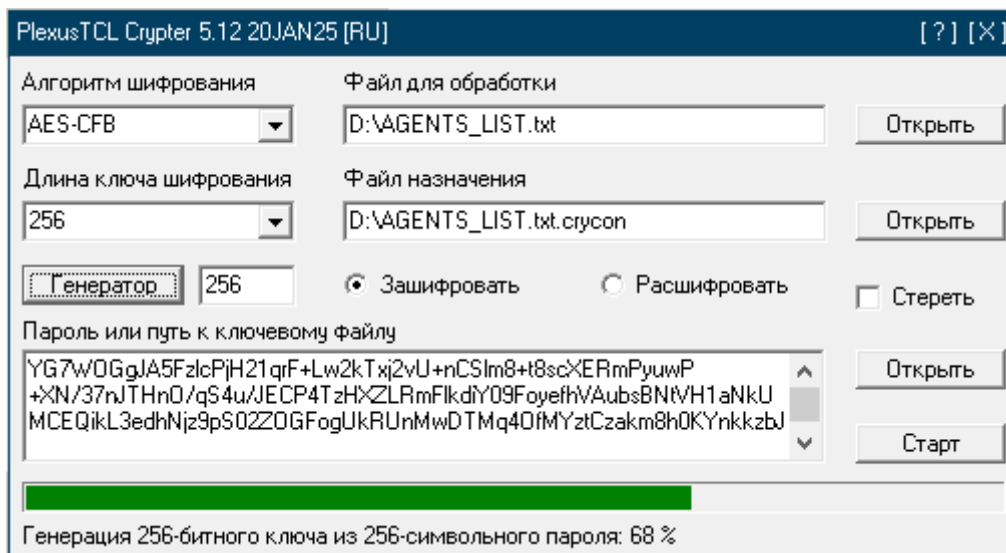 PlexusTCL Crypter 5.12 20JAN25 [RU] [ ? ] [ X ]
Алгоритм шифрования
Файл для обработки
AES-CFB
D:\AGENTS_LIST.txt
Открыть
Длина ключа шифрования
Файл назначения
256
D:\AGENTS_LIST.txt.crycon
Открыть
Генератор
256
Зашифровать
Расшифровать
Стереть
Пароль или путь к ключевому файлу
YG7WOGgJA5FzlcPjH21qrF+Lw2kTxj2vU+nCSlm8+t8scXERmPyuwP
+XN/37nJTHnO/qS4u/JECP4TzHXZLRmFlkdiY09FoyefhVAubsBNtVH1aNkU
MCEQikL3edhNjz9pS02ZOGFogUkRUnMwDTMq4OfMYztCzakm8h0KYnkkzbJ
Открыть
Старт
Генерация 256-битного ключа из 256-символьного пароля: 68 %